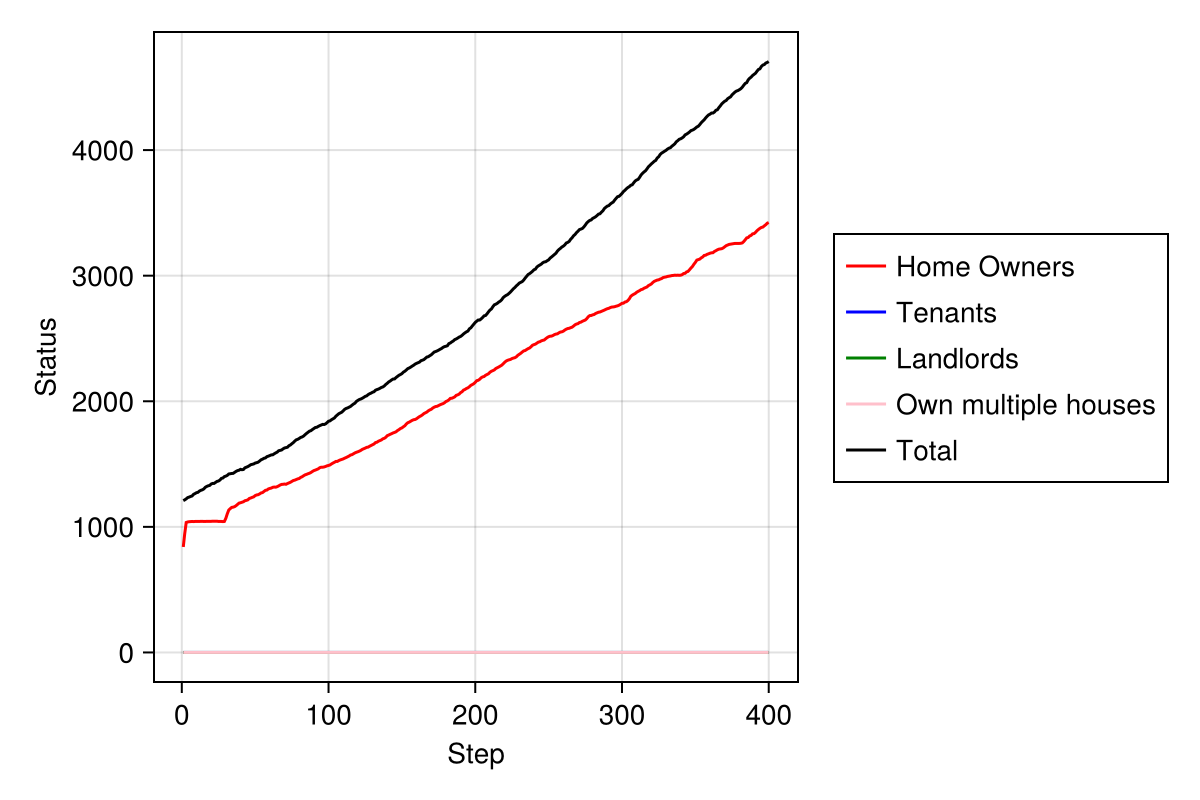 4000
3000
2000
1000
0
Status
0 100 200 300 400
Step
Home Owners
Tenants
Landlords
Own multiple houses
Total